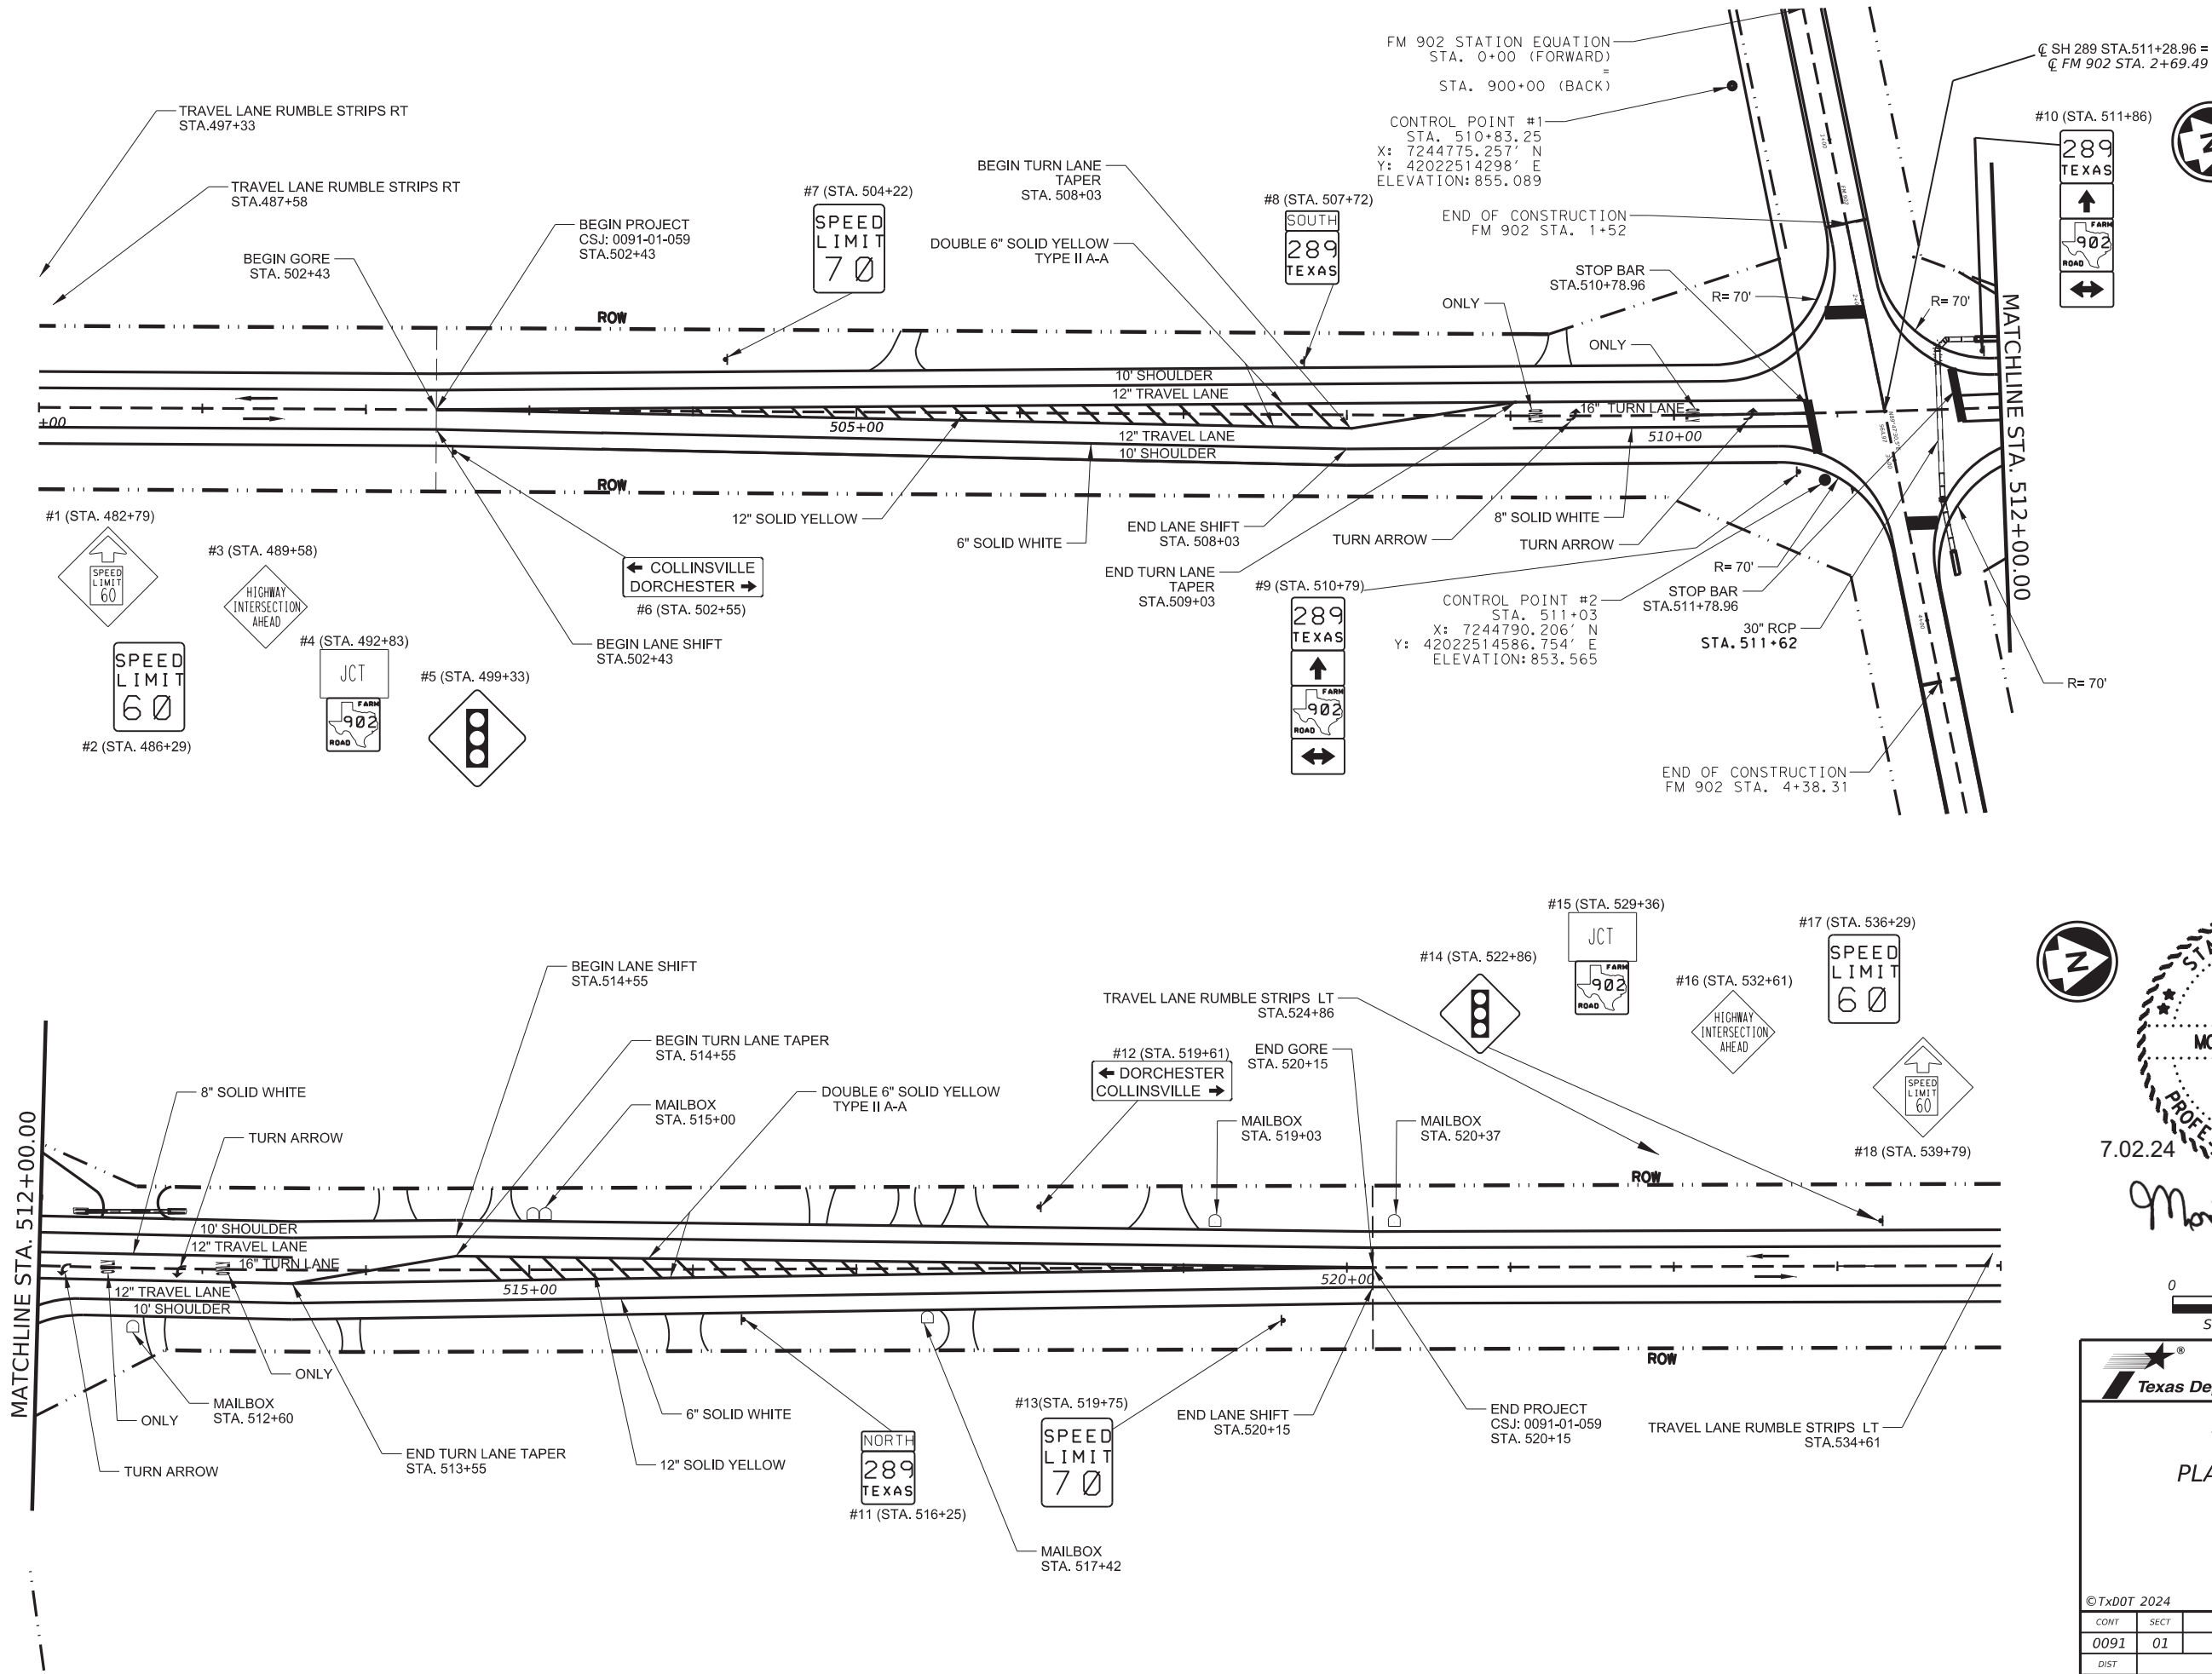 TRAVEL LANE RUMBLE STRIPS RT
STA.497+33
TRAVEL LANE RUMBLE STRIPS RT
STA.487+58
BEGIN GORE
STA. 502+43
BEGIN PROJECT
CSJ: 0091-01-059
STA.502+43
#7 (STA. 504+22)
SPEED
LIMIT
70
BEGIN TURN LANE
TAPER
STA. 508+03
DOUBLE 6" SOLID YELLOW
TYPE II A-A
#8 (STA. 507+72)
SOUTH
289
TEXAS
FM 902 STATION EQUATION
STA. 0+00 (FORWARD)
=
STA. 900+00 (BACK)
CONTROL POINT #1
STA. 510+83.25
X: 7244775.257' N
Y: 42022514298' E
ELEVATION:855.089
END OF CONSTRUCTION
FM 902 STA. 1+52
STOP BAR
STA.510+78.96
ONLY
ONLY
R= 70'
R= 70'
℄ SH 289 STA.511+28.96 =
℄ FM 902 STA. 2+69.49
#10 (STA. 511+86)
289
TEXAS
FARM
902
ROAD
N
1+00
FM 902
2+00
3+00
4+00
MATCHLINE STA. 512+00.00
ROW
10' SHOULDER
12" TRAVEL LANE
16" TURN LANE
+00
505+00
510+00
12" TRAVEL LANE
10' SHOULDER
ROW
#1 (STA. 482+79)
SPEED
LIMIT
60
#2 (STA. 486+29)
SPEED
LIMIT
60
#3 (STA. 489+58)
HIGHWAY
INTERSECTION
AHEAD
#4 (STA. 492+83)
JCT
FARM
902
ROAD
#5 (STA. 499+33)
← COLLINSVILLE
DORCHESTER →
#6 (STA. 502+55)
BEGIN LANE SHIFT
STA.502+43
12" SOLID YELLOW
6" SOLID WHITE
END LANE SHIFT
STA. 508+03
END TURN LANE
TAPER
STA.509+03
TURN ARROW
8" SOLID WHITE
TURN ARROW
#9 (STA. 510+79)
289
TEXAS
FARM
902
ROAD
CONTROL POINT #2
STA. 511+03
X: 7244790.206' N
Y: 42022514586.754' E
ELEVATION:853.565
R= 70'
STOP BAR
STA.511+78.96
30" RCP
STA.511+62
R= 70'
END OF CONSTRUCTION
FM 902 STA. 4+38.31
MATCHLINE STA. 512+00.00
8" SOLID WHITE
TURN ARROW
BEGIN LANE SHIFT
STA.514+55
BEGIN TURN LANE TAPER
STA. 514+55
MAILBOX
STA. 515+00
DOUBLE 6" SOLID YELLOW
TYPE II A-A
TRAVEL LANE RUMBLE STRIPS LT
STA.524+86
#12 (STA. 519+61)
← DORCHESTER
COLLINSVILLE →
END GORE
STA. 520+15
MAILBOX
STA. 519+03
MAILBOX
STA. 520+37
#14 (STA. 522+86)
#15 (STA. 529+36)
JCT
FARM
902
ROAD
#16 (STA. 532+61)
HIGHWAY
INTERSECTION
AHEAD
#17 (STA. 536+29)
SPEED
LIMIT
60
SPEED
LIMIT
60
#18 (STA. 539+79)
N
7.02.24
ROW
10' SHOULDER
12" TRAVEL LANE
16" TURN LANE
12" TRAVEL LANE
10' SHOULDER
515+00
520+00
ROW
ONLY
MAILBOX
STA. 512+60
ONLY
TURN ARROW
END TURN LANE TAPER
STA. 513+55
6" SOLID WHITE
12" SOLID YELLOW
NORTH
289
TEXAS
#11 (STA. 516+25)
MAILBOX
STA. 517+42
#13(STA. 519+75)
SPEED
LIMIT
70
END LANE SHIFT
STA.520+15
END PROJECT
CSJ: 0091-01-059
STA. 520+15
TRAVEL LANE RUMBLE STRIPS LT
STA.534+61
0
®
Texas De
PLA
©TxDOT 2024
CONT SECT
0091 01
DIST